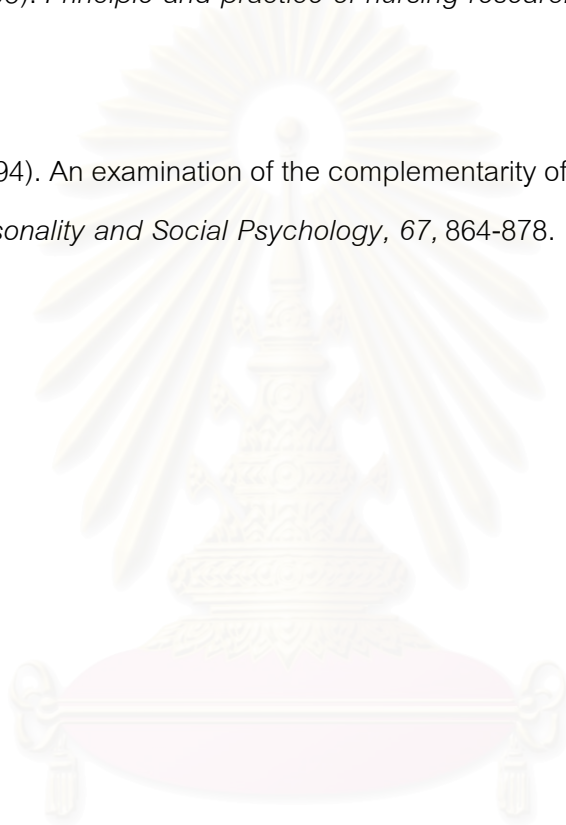 Principle and practice of nursing
94). An examination of the complementarity of
sonality and Social Psychology, 67, 864-878.